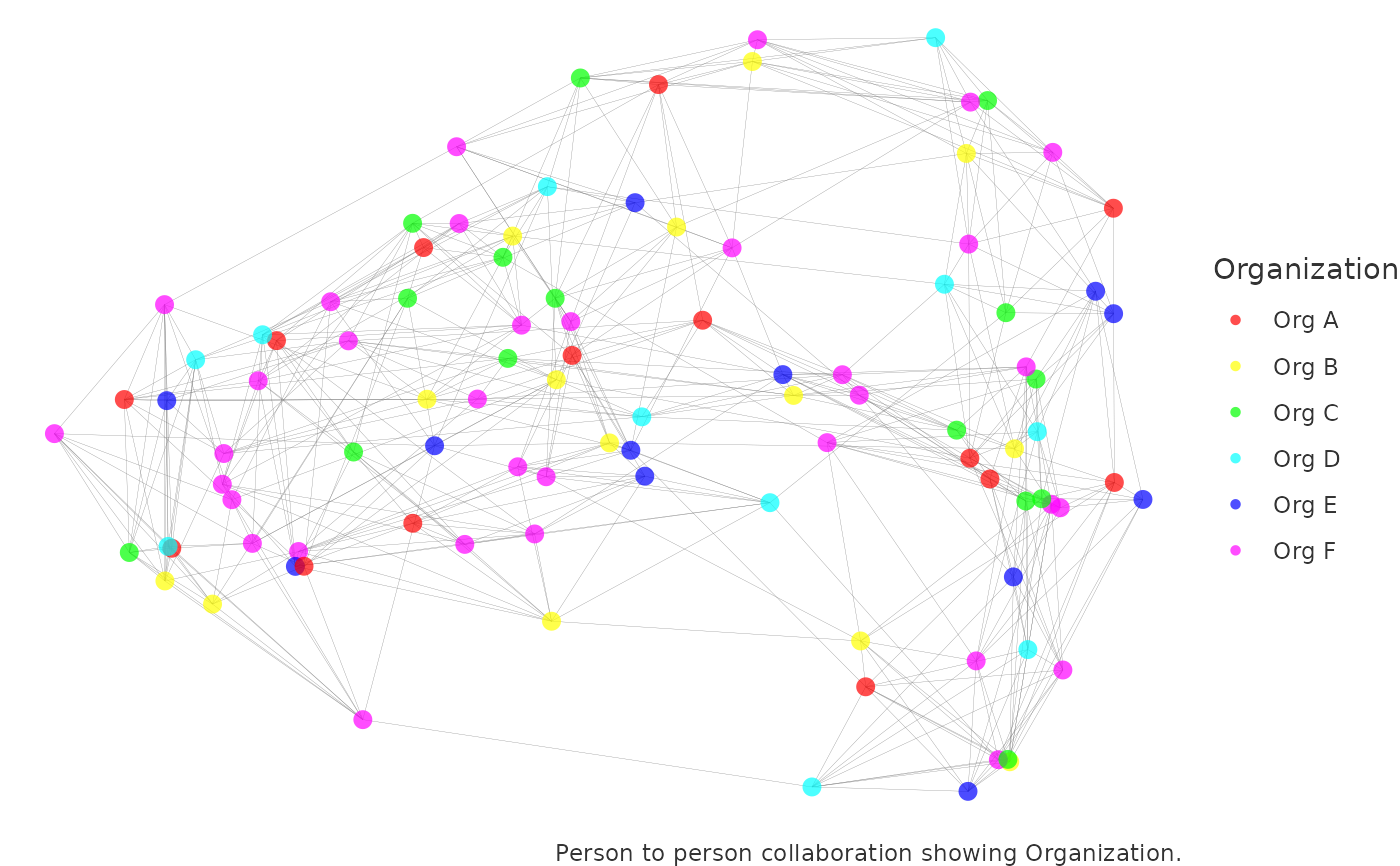 Organization
Org A
Org B
Org C
Org D
Org E
Org F
Person to person collaboration showing Organization.